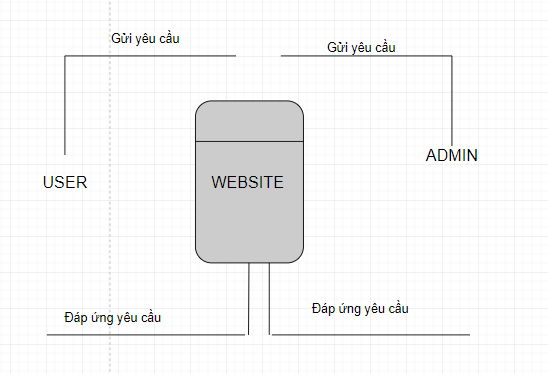 Gửi yêu cầu
Gửi yêu cầu
USER
WEBSITE
ADMIN
Đáp ứng yêu cầu
Đáp ứng yêu cầu